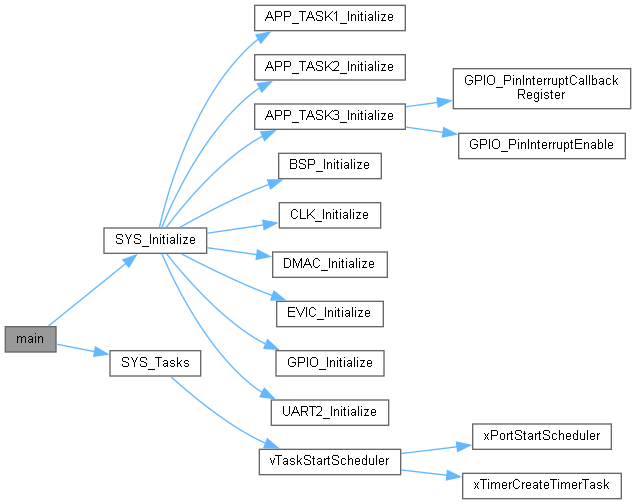 APP_TASK1_Initialize
APP_TASK2_Initialize
GPIO_PinInterruptCallback
Register
APP_TASK3_Initialize
GPIO_PinInterruptEnable
BSP_Initialize
CLK_Initialize
SYS_Initialize
DMAC_Initialize
EVIC_Initialize
main
SYS_Tasks
GPIO_Initialize
UART2_Initialize
xPortStartScheduler
vTaskStartScheduler
xTimerCreateTimerTask